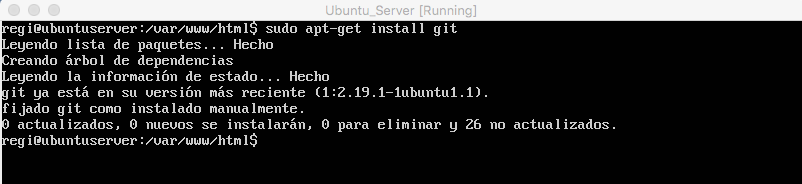 Ubuntu_Server [Running]
regi@ubuntuserver:/var/www/html$ sudo apt-get install git
Leyendo lista de paquetes... Hecho
Creando árbol de dependencias
Leyendo la información de estado... Hecho
git ya está en su versión más reciente (1:2.19.1-1ubuntu1.1).
fijado git como instalado manualmente.
0 actualizados, 0 nuevos se instalarán, 0 para eliminar y 26 no actualizados.
regi@ubuntuserver:/var/www/html$